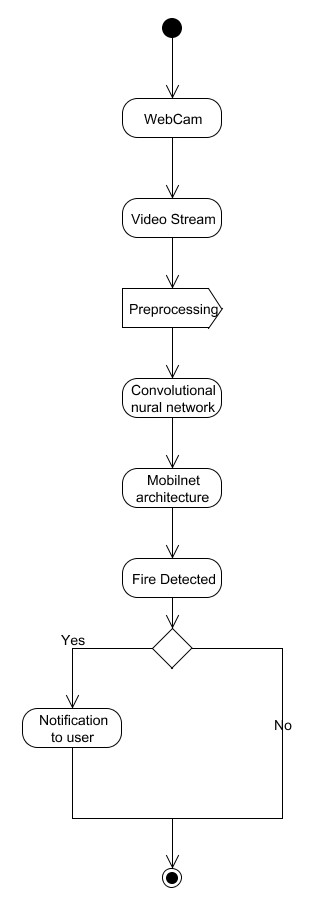 WebCam
Video Stream
Preprocessing
Convolutional
nural network
Mobilnet
architecture
Fire Detected
Yes
Notification
to user
No